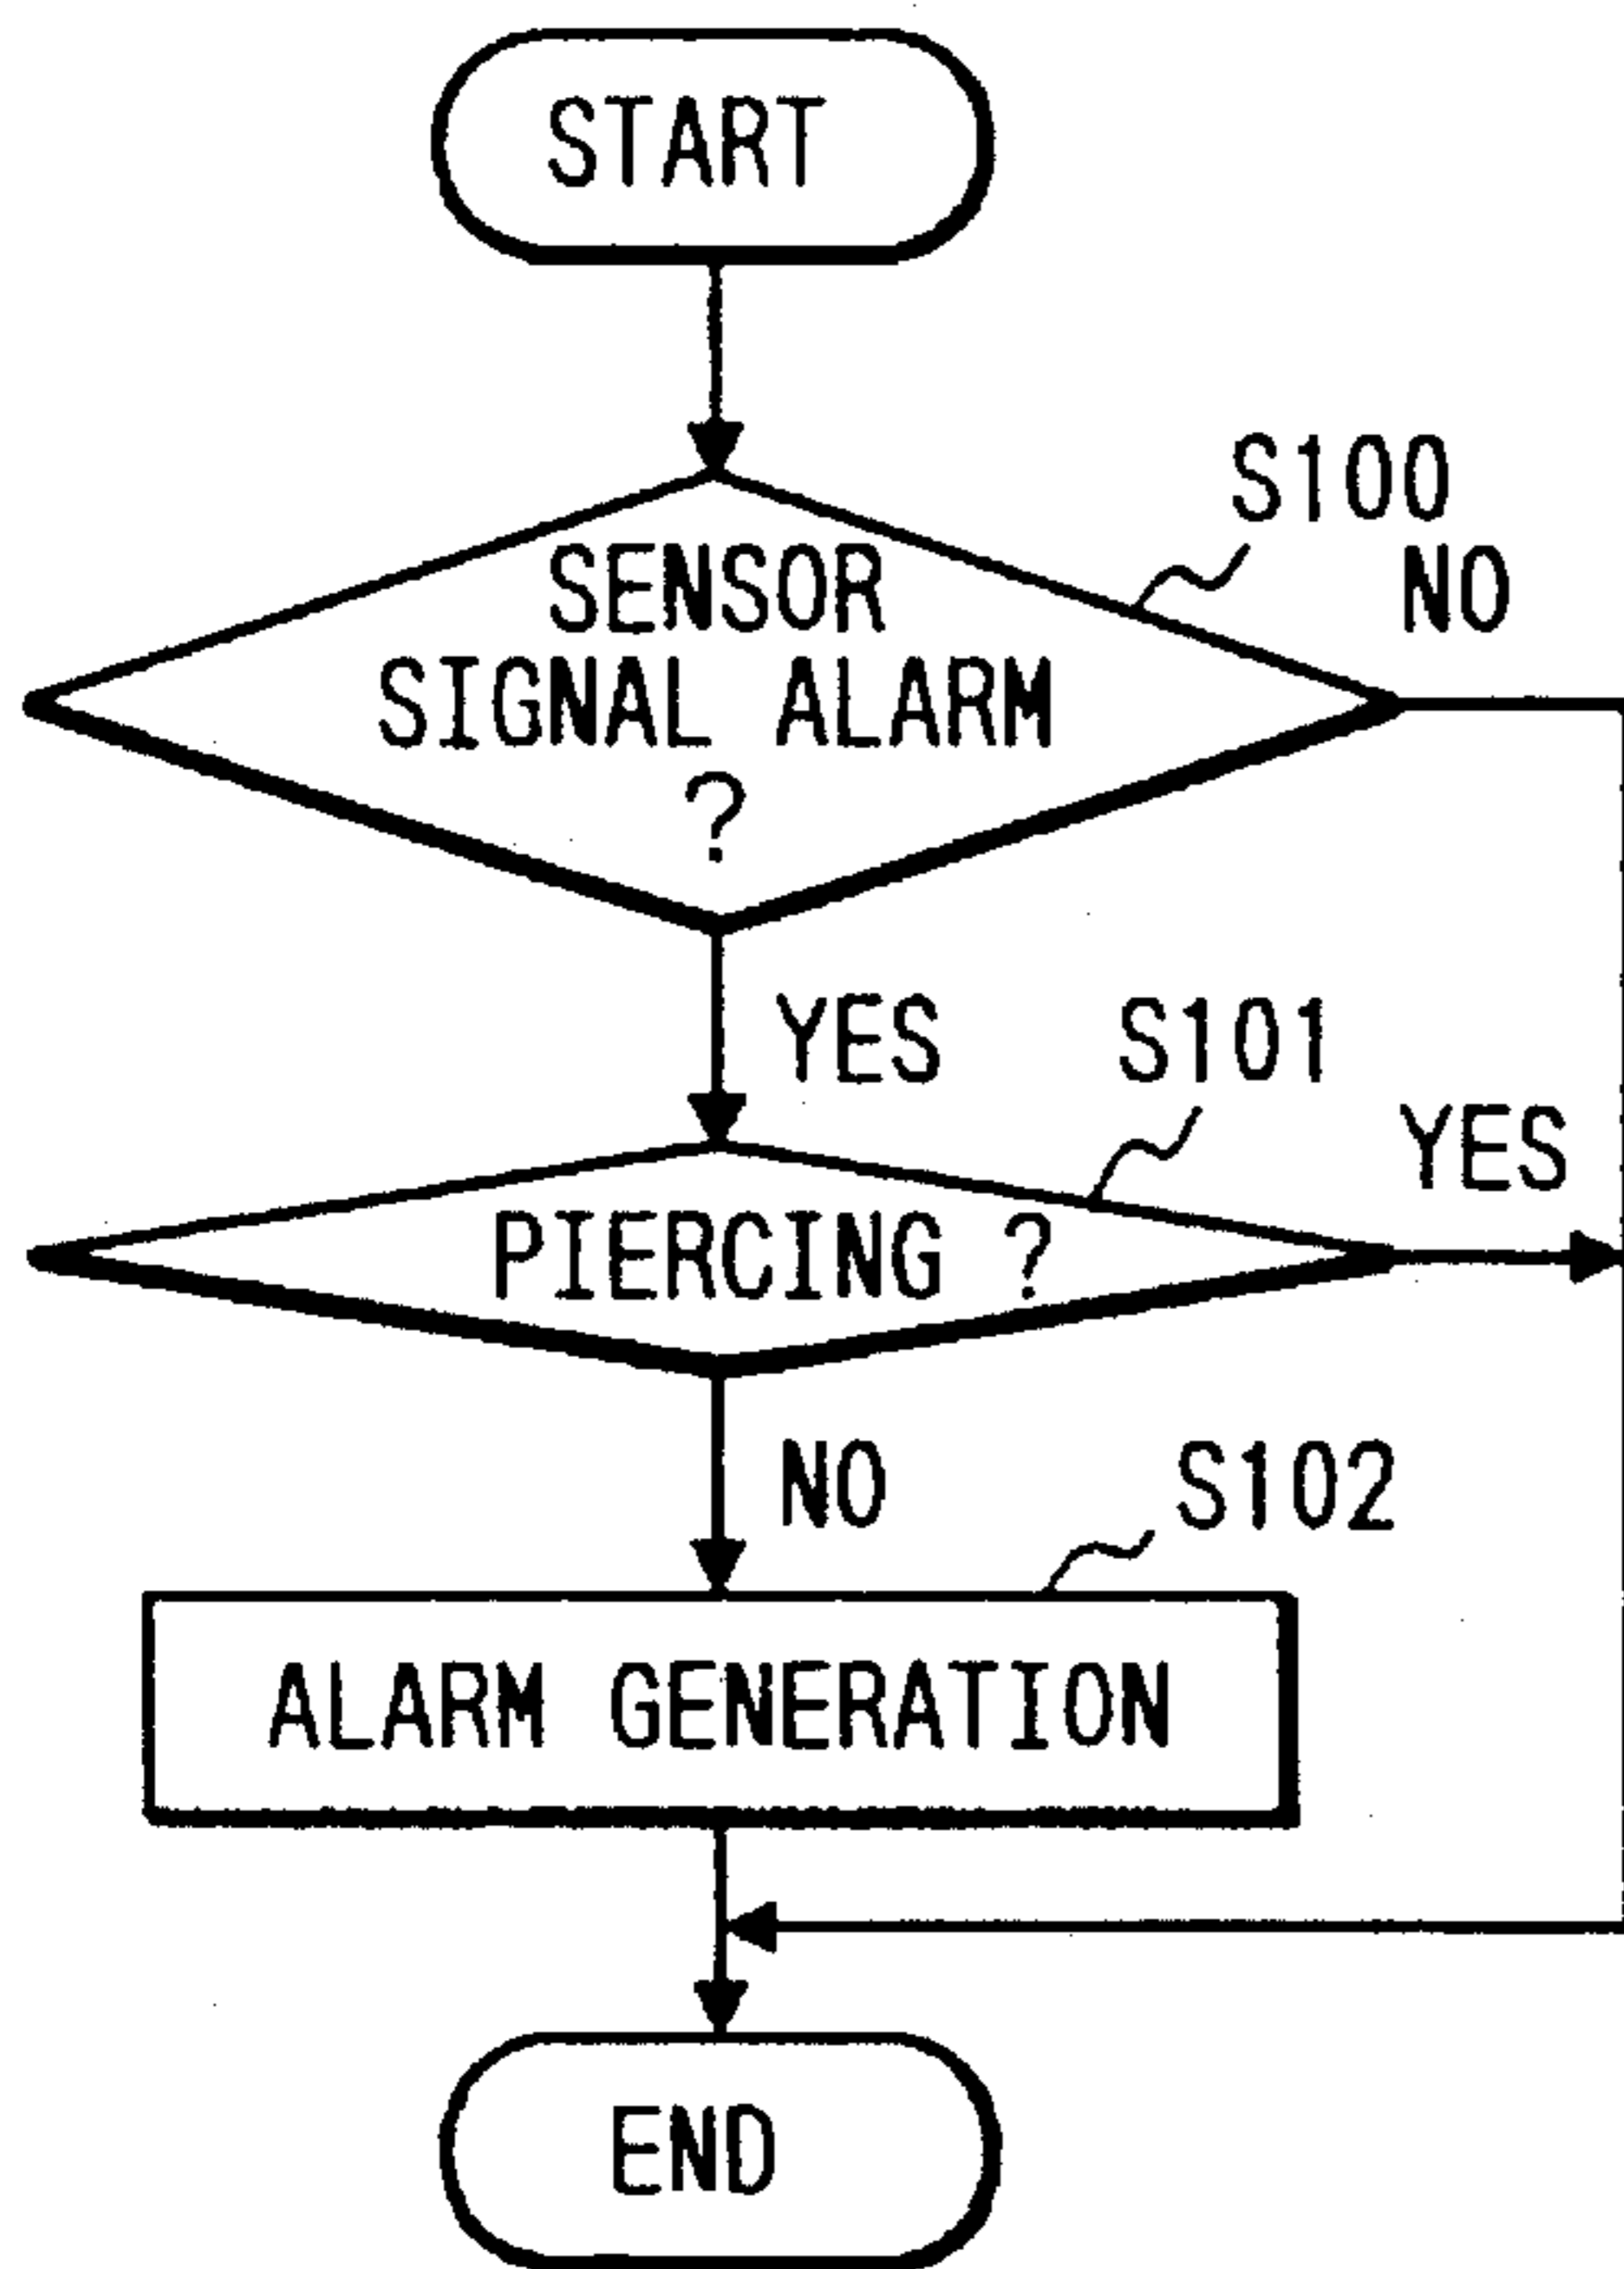 START
S100
NO
SENSOR
SIGNAL ALARM
?
YES
S101
YES
PIERCING ?
NO
S102
ALARM GENERATION
END